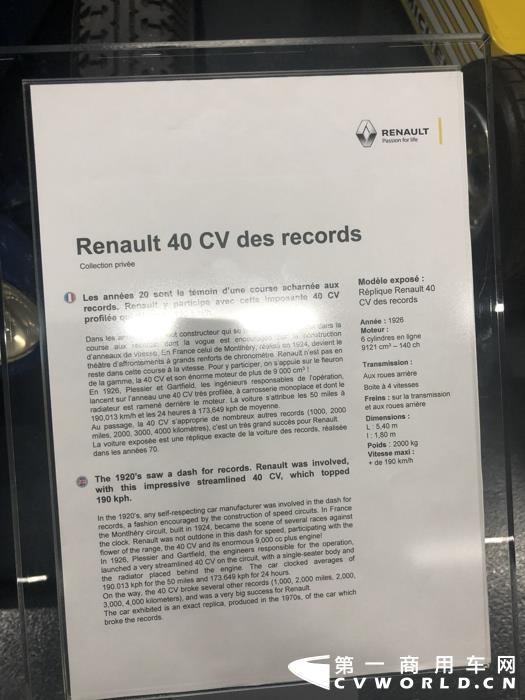 RENAULT
Passion for life
Renault 40 CV des records
Collection privée
Les années 20 sont la témoin d'une course acharnée aux
records. Renault y participe avec cette imposante 40 CV
profilée
Dans les constructeur qui se dans la
course aux dont la vogue est construction
d'anneaux de vitesse. En France celui de Montlhéry, en 1924, devient le
théâtre d'affrontements à grands renforts de chronomètre. Renault n'est pas en
reste dans cette course à la vitesse. Pour y participer, on s'appuie sur le fleuron
de la gamme, la 40 CV et son énorme moteur de plus de 9 000 cm³ !
En 1926, Plessier et Gartfield, les ingénieurs responsables de l'opération,
lancent sur l'anneau une 40 CV très profilée, à carrosserie monoplace et dont le
radiateur est ramené derrière le moteur. La voiture s'attribue les 50 miles à
190,013 km/h et les 24 heures à 173,649 kph de moyenne.
Au passage, la 40 CV s'approprie de nombreux autres records (1000, 2000
miles, 2000, 3000, 4000 kilomètres), c'est un très grand succès pour Renault.
La voiture exposée est une réplique exacte de la voiture des records, réalisée
dans les années 70.
The 1920's saw a dash for records. Renault was involved,
with this impressive streamlined 40 CV, which topped
190 kph.
In the 1920's, any self-respecting car manufacturer was involved in the dash for
records, a fashion encouraged by the construction of speed circuits. In France
the Montlhéry circuit, built in 1924, became the scene of several races against
the clock. Renault was not outdone in this dash for speed, participating with the
flower of the range, the 40 CV and its enormous 9,000 cc plus engine!
In 1926, Plessier and Gartfield, the engineers responsible for the operation,
launched a very streamlined 40 CV on the circuit, with a single-seater body and
the radiator placed behind the engine. The car clocked averages of
190.013 kph for the 50 miles and 173.649 kph for 24 hours.
On the way, the 40 CV broke several other records (1,000, 2,000 miles, 2,000,
3,000, 4,000 kilometers), and was a very big success for Renault.
The car exhibited is an exact replica, produced in the 1970s, of the car which
broke the records.
Modèle exposé :
Réplique Renault 40
CV des records
Année : 1926
Moteur :
6 cylindres en ligne
9121 cm³ – 140 ch
Transmission :
Aux roues arrière
Boite à 4 vitesses
Freins : sur la transmission
et aux roues arrière
Dimensions :
L : 5,40 m
l : 1,80 m
Poids : 2000 kg
Vitesse maxi :
+ de 190 km/h
第一商用车网
CVWORLD.CN